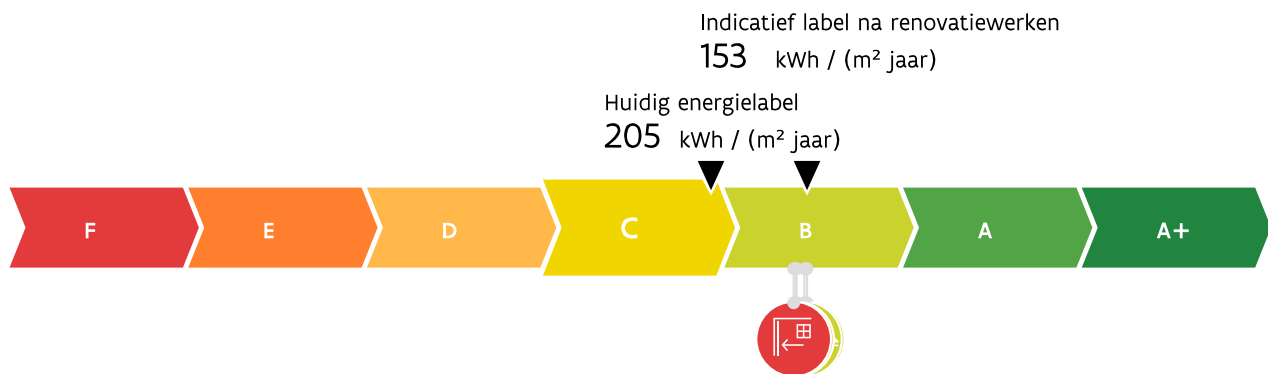 Indicatief label na renovatiewerken
153 kWh / (m² jaar)
Huidig energielabel
205 kWh / (m² jaar)
F E D C B A A+